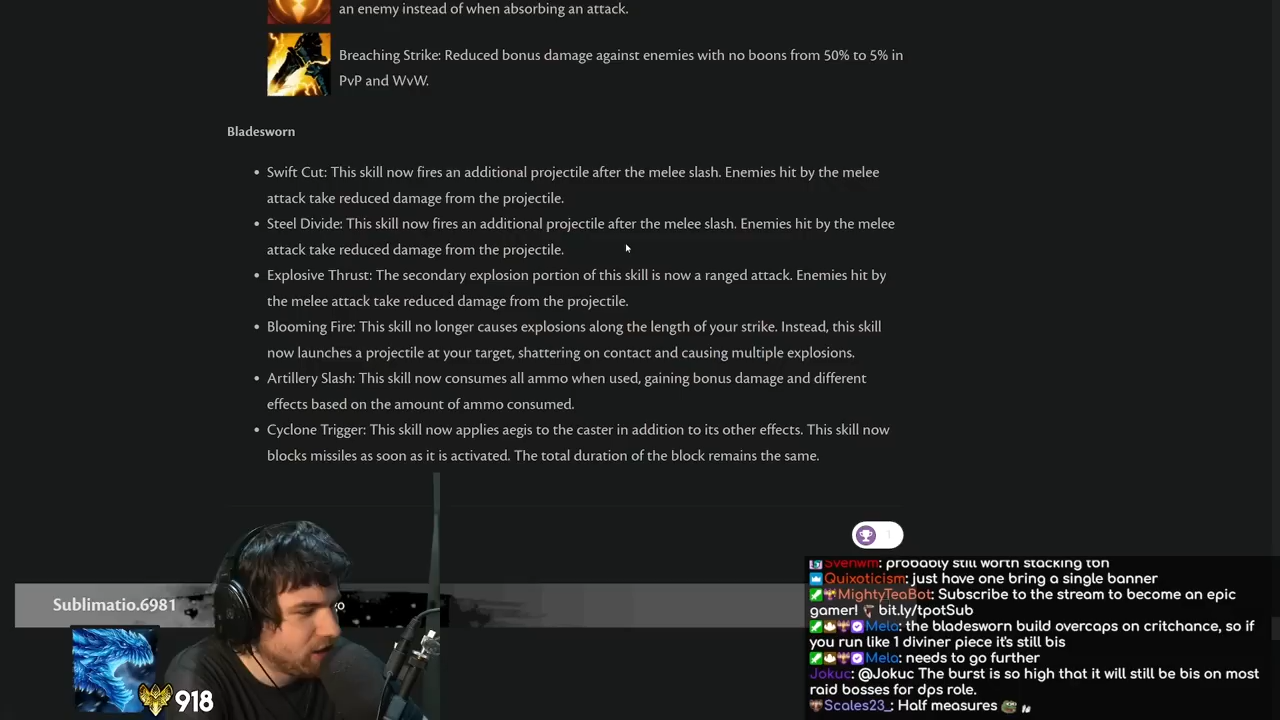 an enemy instead of when absorbing an attack.
Breaching Strike: Reduced bonus damage against enemies with no boons from 50% to 5% in
PvP and WvW.
Bladesworn
• Swift Cut: This skill now fires an additional projectile after the melee slash. Enemies hit by the melee
attack take reduced damage from the projectile.
• Steel Divide: This skill now fires an additional projectile after the melee slash. Enemies hit by the melee
attack take reduced damage from the projectile.
• Explosive Thrust: The secondary explosion portion of this skill is now a ranged attack. Enemies hit by
the melee attack take reduced damage from the projectile.
• Blooming Fire: This skill no longer causes explosions along the length of your strike. Instead, this skill
now launches a projectile at your target, shattering on contact and causing multiple explosions.
• Artillery Slash: This skill now consumes all ammo when used, gaining bonus damage and different
effects based on the amount of ammo consumed.
• Cyclone Trigger: This skill now applies aegis to the caster in addition to its other effects. This skill now
blocks missiles as soon as it is activated. The total duration of the block remains the same.
1
Svenwm: probably still worth stacking ton
Quixoticism: just have one bring a single banner
MightyTeaBot: Subscribe to the stream to become an epic
gamer! bit.ly/tpotSub
Mela: the bladesworn build overcaps on critchance, so if
you run like 1 diviner piece it's still bis
Mela: needs to go further
Jokuc: @Jokuc The burst is so high that it will still be bis on most
raid bosses for dps role.
Scales23_: Half measures
Sublimatio.6981
918